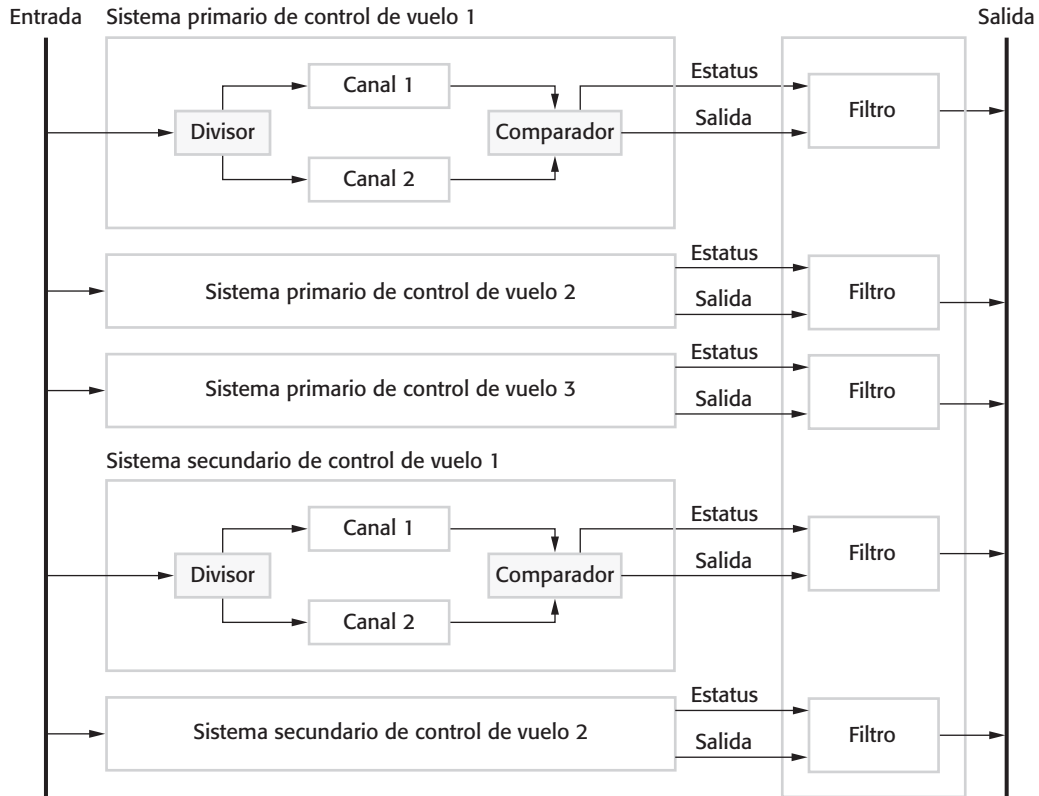 Entrada
Sistema primario de control de vuelo 1
Salida
Canal 1
Estatus
Divisor
Comparador
Salida
Filtro
Canal 2
Sistema primario de control de vuelo 2
Estatus
Salida
Filtro
Sistema primario de control de vuelo 3
Estatus
Salida
Filtro
Sistema secundario de control de vuelo 1
Canal 1
Estatus
Divisor
Comparador
Salida
Filtro
Canal 2
Sistema secundario de control de vuelo 2
Estatus
Salida
Filtro